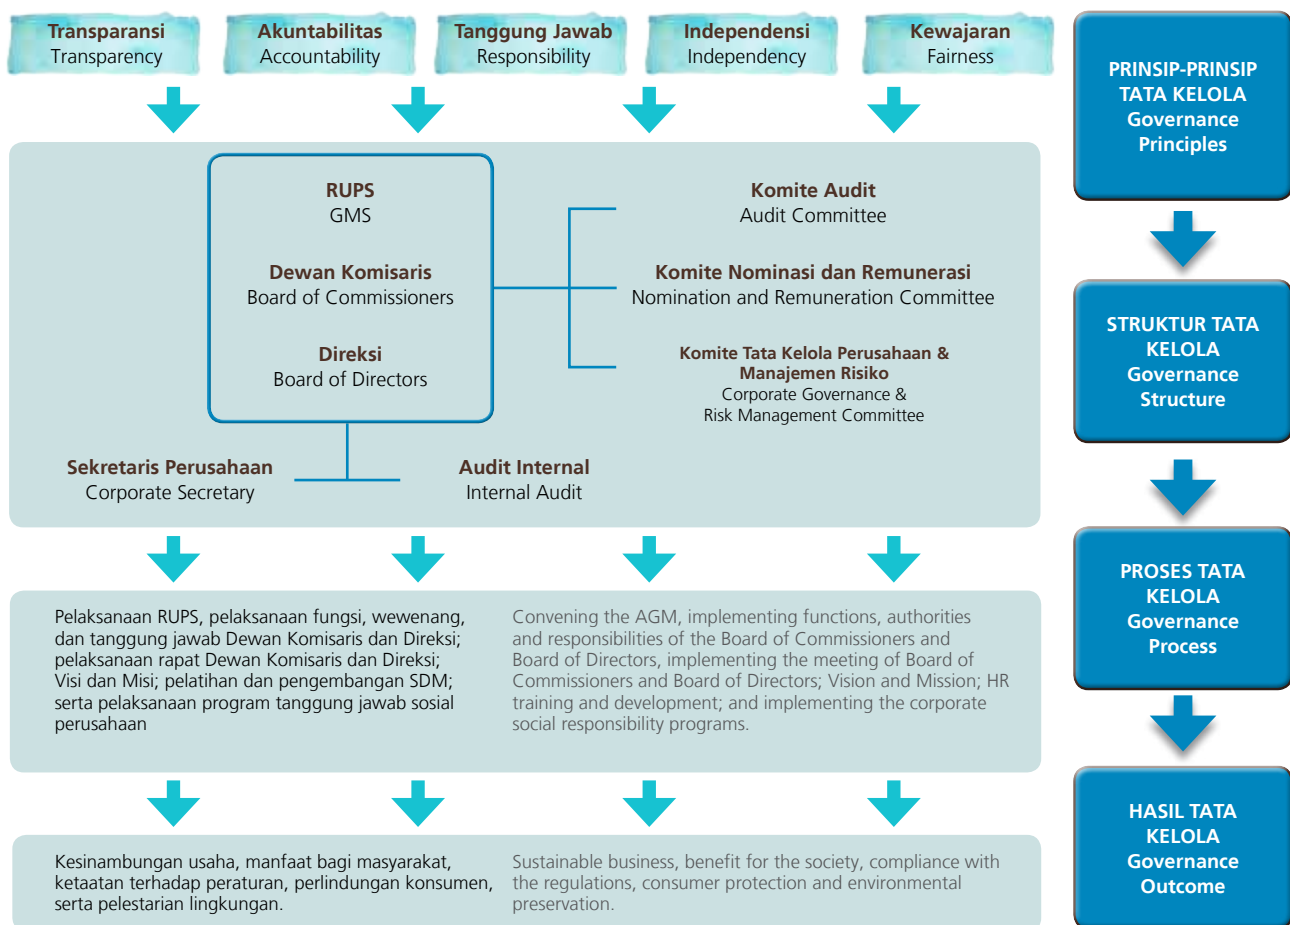 Transparansi
Transparency
Akuntabilitas
Accountability
Tanggung Jawab
Responsibility
Independensi
Independency
Kewajaran
Fairness
PRINSIP-PRINSIP
TATA KELOLA
Governance
Principles
RUPS
GMS
Dewan Komisaris
Board of Commissioners
Direksi
Board of Directors
Komite Audit
Audit Committee
Komite Nominasi dan Remunerasi
Nomination and Remuneration Committee
Komite Tata Kelola Perusahaan &
Manajemen Risiko
Corporate Governance &
Risk Management Committee
Sekretaris Perusahaan
Corporate Secretary
Audit Internal
Internal Audit
STRUKTUR TATA
KELOLA
Governance
Structure
Pelaksanaan RUPS, pelaksanaan fungsi, wewenang,
dan tanggung jawab Dewan Komisaris dan Direksi;
pelaksanaan rapat Dewan Komisaris dan Direksi;
Visi dan Misi; pelatihan dan pengembangan SDM;
serta pelaksanaan program tanggung jawab sosial
perusahaan
Convening the AGM, implementing functions, authorities
and responsibilities of the Board of Commissioners and
Board of Directors, implementing the meeting of Board of
Commissioners and Board of Directors; Vision and Mission; HR
training and development; and implementing the corporate
social responsibility programs.
PROSES TATA
KELOLA
Governance
Process
Kesinambungan usaha, manfaat bagi masyarakat,
ketaatan terhadap peraturan, perlindungan konsumen,
serta pelestarian lingkungan.
Sustainable business, benefit for the society, compliance with
the regulations, consumer protection and environmental
preservation.
HASIL TATA
KELOLA
Governance
Outcome